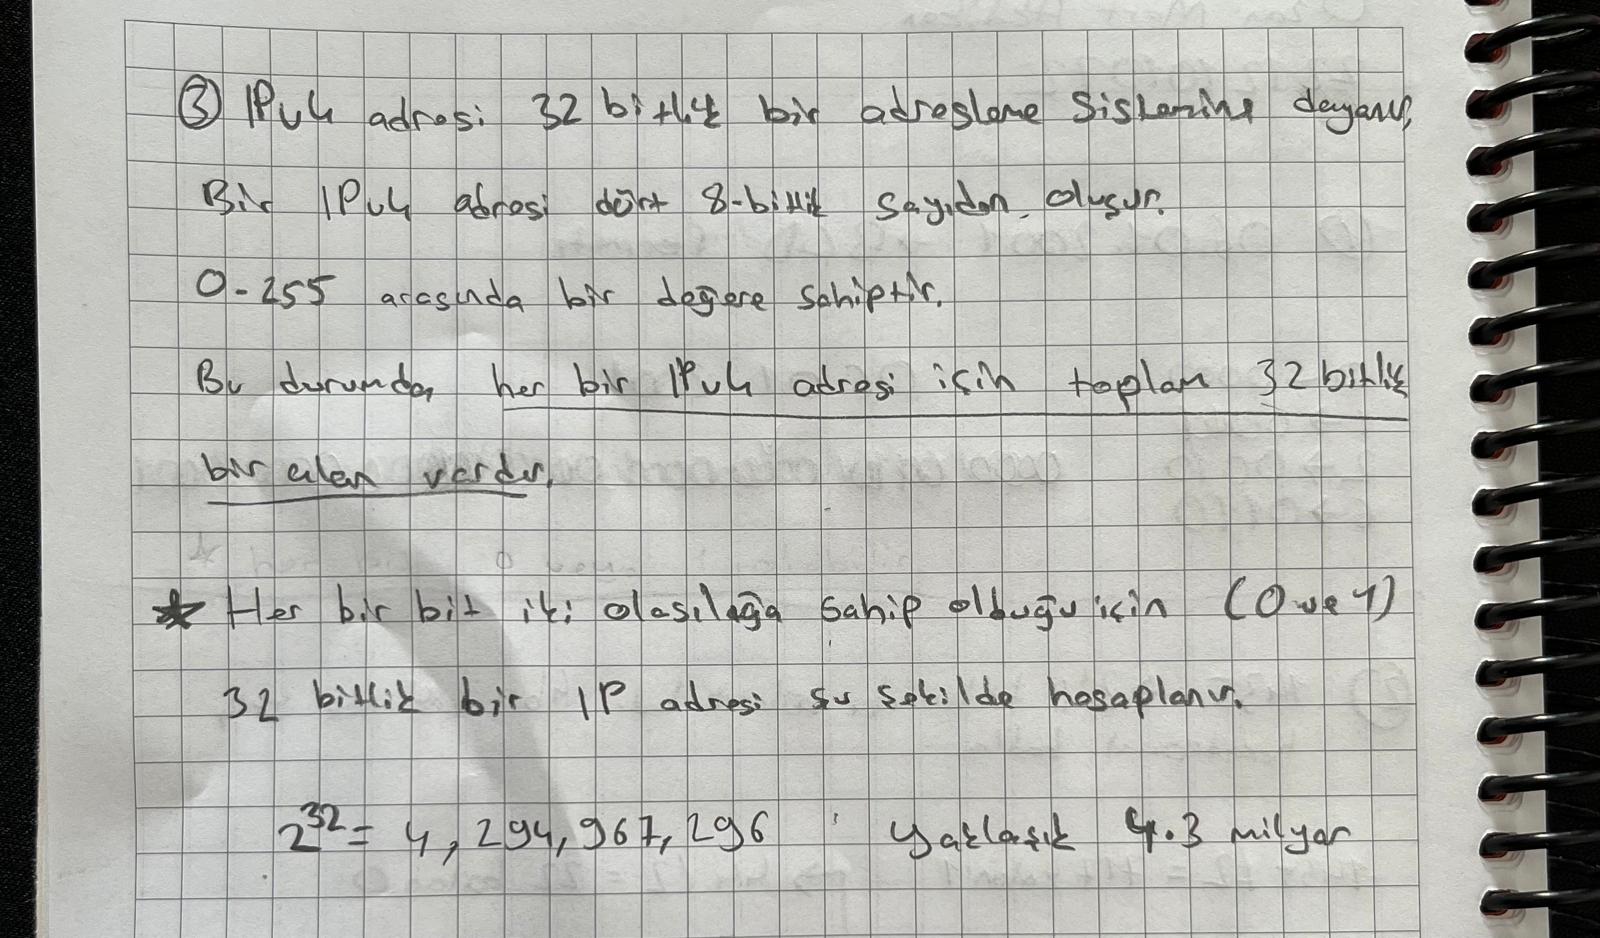 ③ IPv4 adresi 32 bitlik bir adresleme sistemine dayanır,
Bir IPv4 adresi dört 8-bitlik sayıdan oluşur.
0-255 arasında bir değere sahiptir.
Bu durumda, her bir IPv4 adresi için toplam 32 bitlik
bir alan vardır.
★ Her bir bit iki olasılığa sahip olduğu için (0 ve 1)
32 bitlik bir IP adresi şu şekilde hesaplanır.
2³² = 4,294,967,296 yaklaşık 4.3 milyar